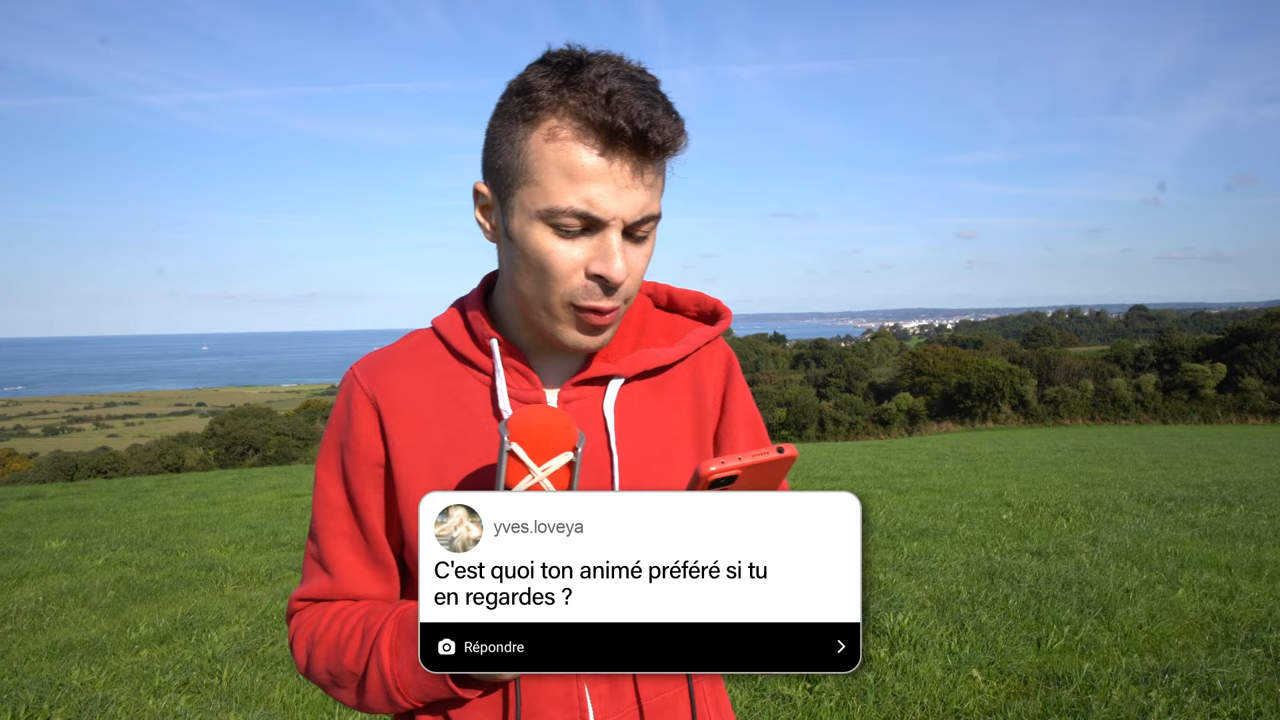 yves.loveya
C'est quoi ton animé préféré si tu
en regardes ?
Répondre